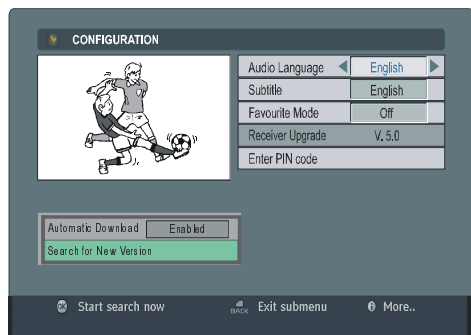 CONFIGURATION
Audio Language English
Subtitle English
Favourite Mode Off
Receiver Upgrade V. 5.0
Enter PIN code
Automatic Download Enabled
Search for New Version
OK Start search now BACK Exit submenu i More..